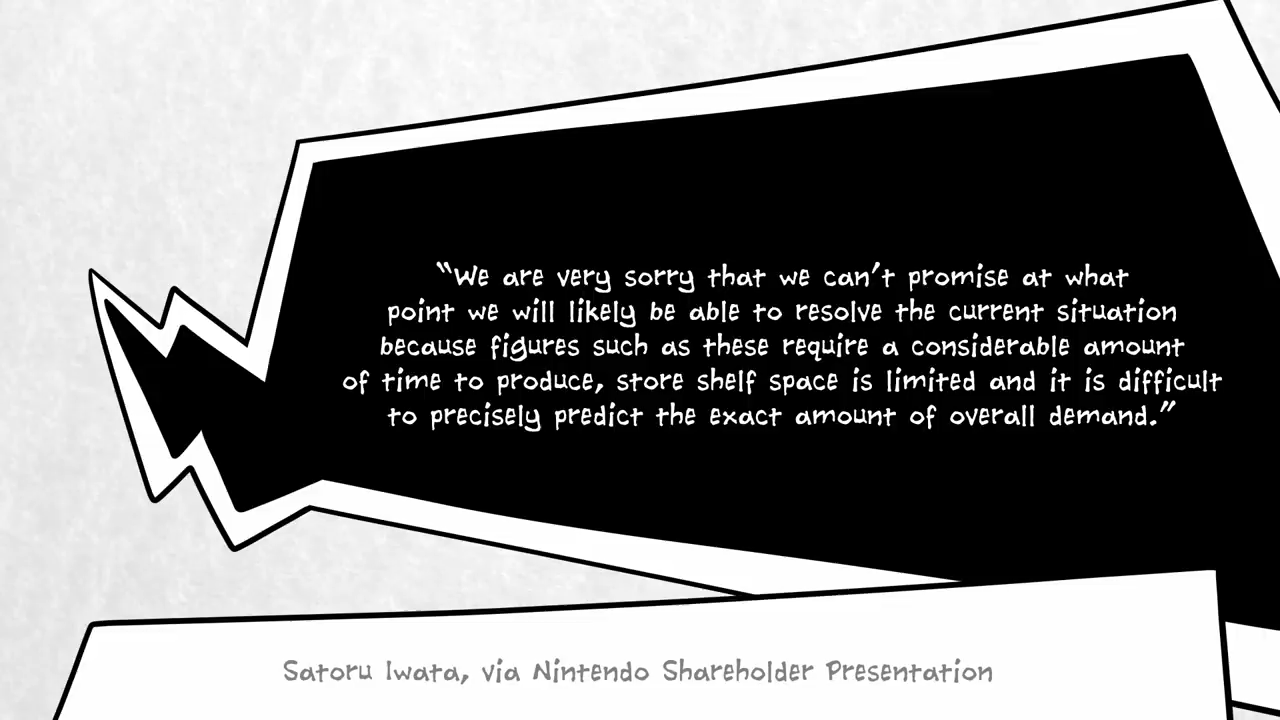 “We are very sorry that we can’t promise at what
point we will likely be able to resolve the current situation
because figures such as these require a considerable amount
of time to produce, store shelf space is limited and it is difficult
to precisely predict the exact amount of overall demand.”
Satoru Iwata, via Nintendo Shareholder Presentation